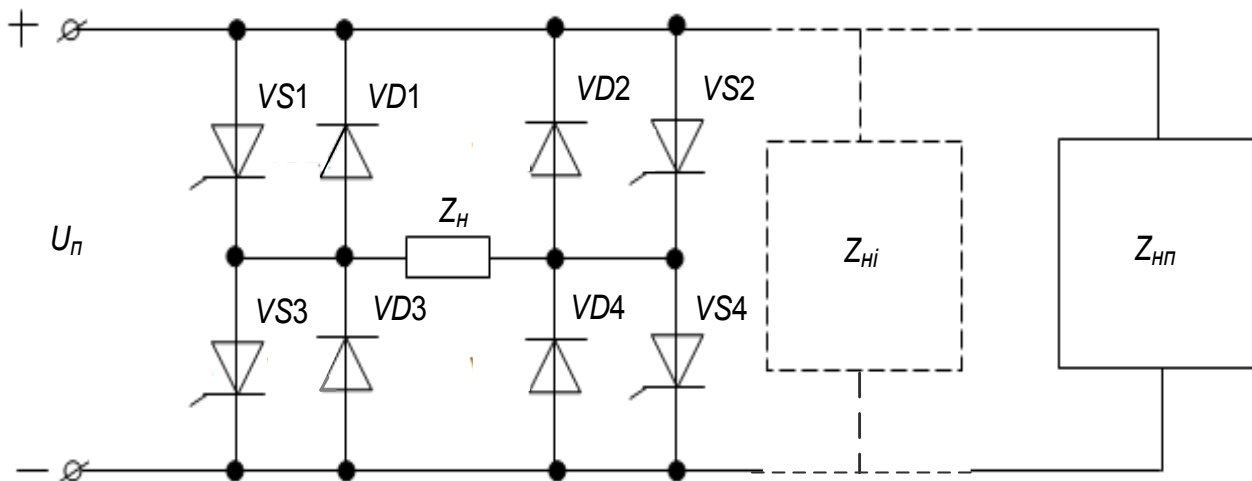 +
VS1 VD1 VD2 VS2
Zн
Uп
Zнi
Zнп
VS3 VD3 VD4 VS4
−